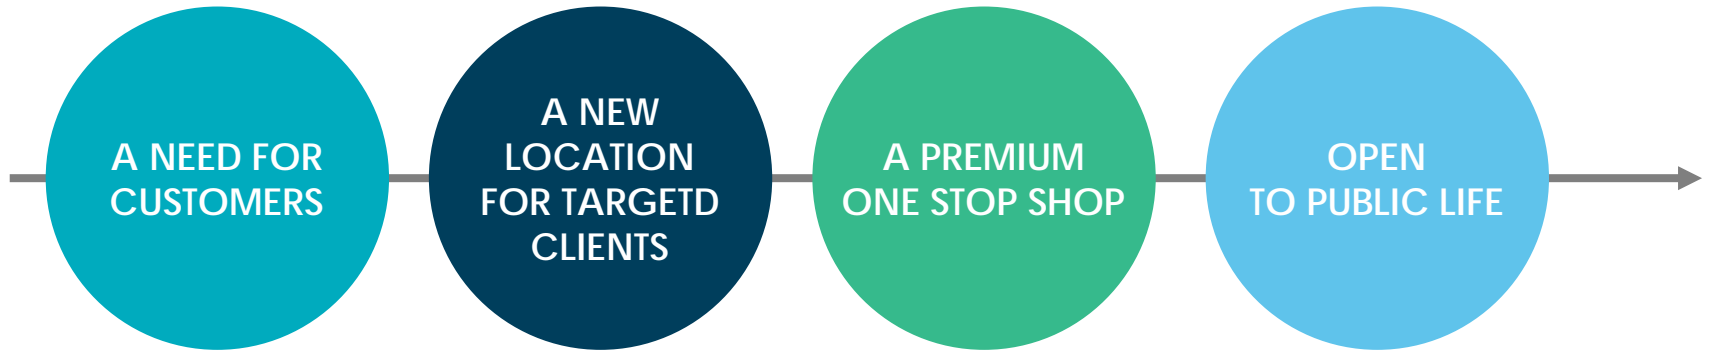 A NEED FOR
CUSTOMERS
A NEW
LOCATION
FOR TARGETD
CLIENTS
A PREMIUM
ONE STOP SHOP
OPEN
TO PUBLIC LIFE